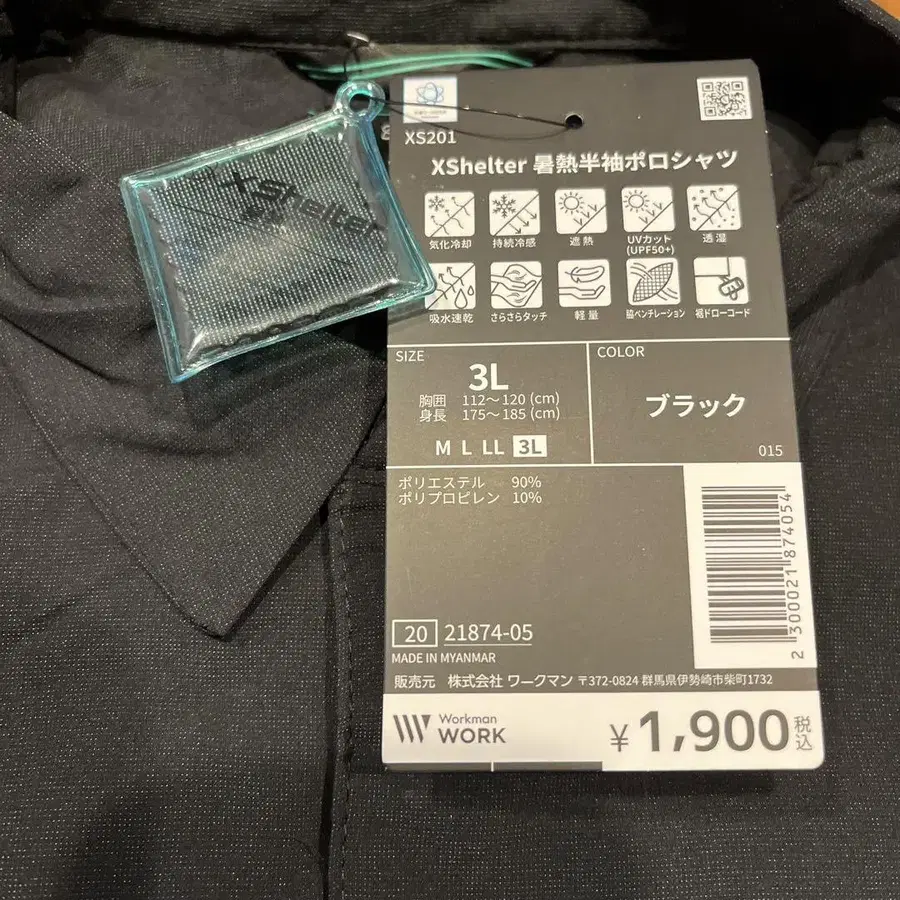 XShelter
XS201
XShelter 暑熱半袖ポロシャツ
気化冷却 持続冷感 遮熱 UVカット (UPF50+) 透湿
吸水速乾 さらさらタッチ 軽量 脇ベンチレーション 裾ドローコード
SIZE
3L
胸囲 112～120 (cm)
身長 175～185 (cm)
M L LL 3L
COLOR
ブラック
015
ポリエステル 90%
ポリプロピレン 10%
2 300021 874054
20 21874-05
MADE IN MYANMAR
販売元 株式会社 ワークマン 〒372-0824 群馬県伊勢崎市柴町1732
Workman
WORK
¥1,900 税込